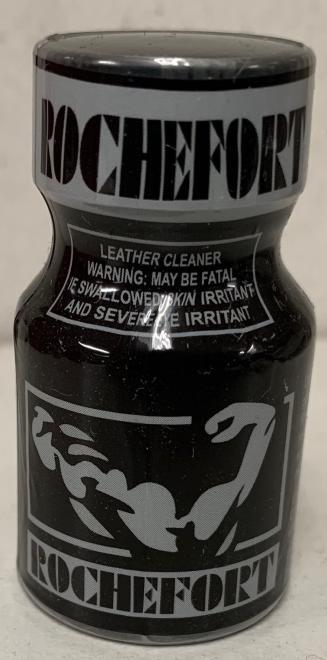 ROCHEFORT
LEATHER CLEANER
WARNING: MAY BE FATAL
IF SWALLOWED, SKIN IRRITANT
AND SEVERE EYE IRRITANT
ROCHEFORT